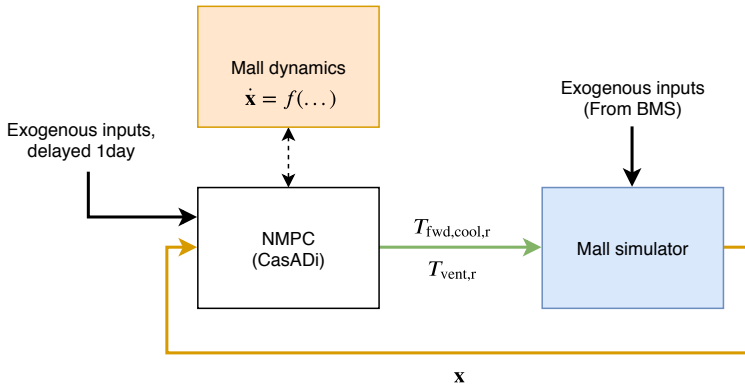 Mall dynamics
ẋ = f(...)
Exogenous inputs
(From BMS)
Exogenous inputs,
delayed 1day
NMPC
(CasADi)
T_fwd,cool,r
T_vent,r
Mall simulator
x